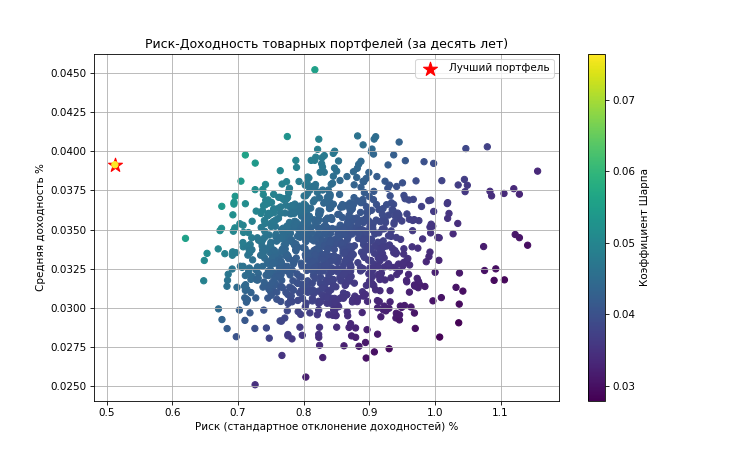 Риск-Доходность товарных портфелей (за десять лет)
Лучший портфель
Средняя доходность %
0.0450
0.0425
0.0400
0.0375
0.0350
0.0325
0.0300
0.0275
0.0250
0.5 0.6 0.7 0.8 0.9 1.0 1.1
Риск (стандартное отклонение доходностей) %
0.07
0.06
0.05
0.04
0.03
Коэффициент Шарпа